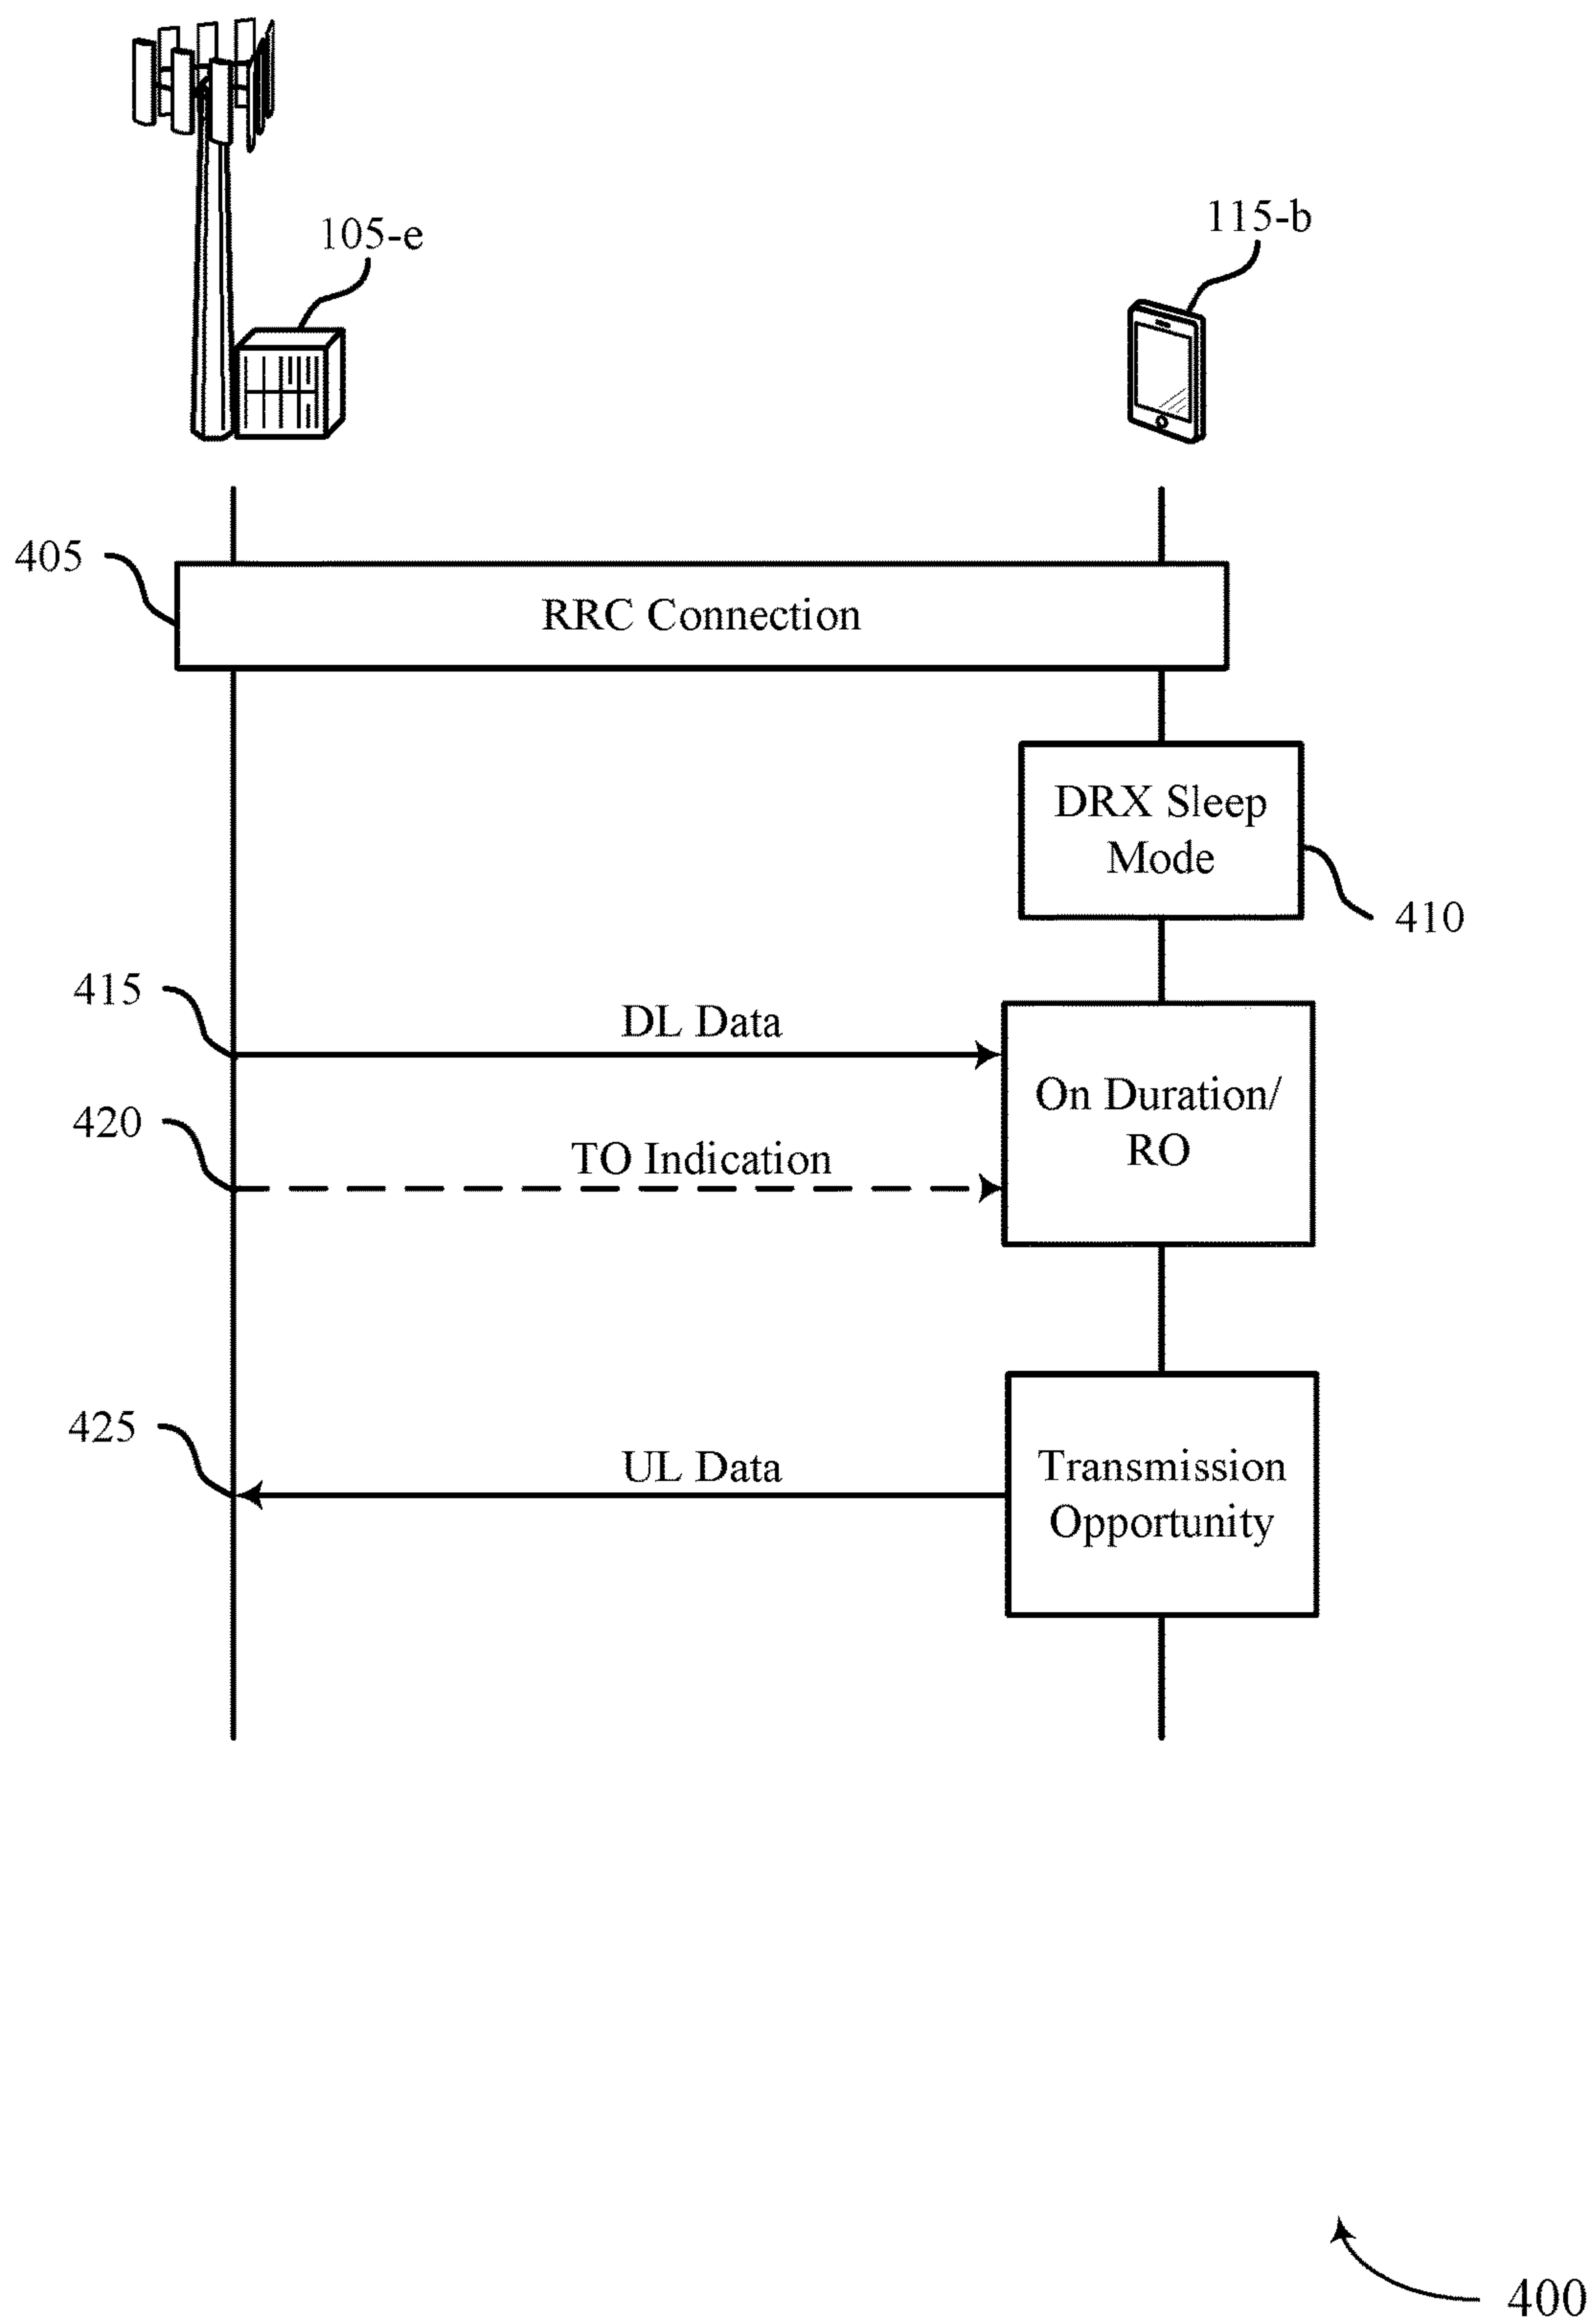 105-e
115-b
405
RRC Connection
DRX Sleep
Mode
410
415
DL Data
On Duration/
RO
420
TO Indication
425
UL Data
Transmission
Opportunity
400